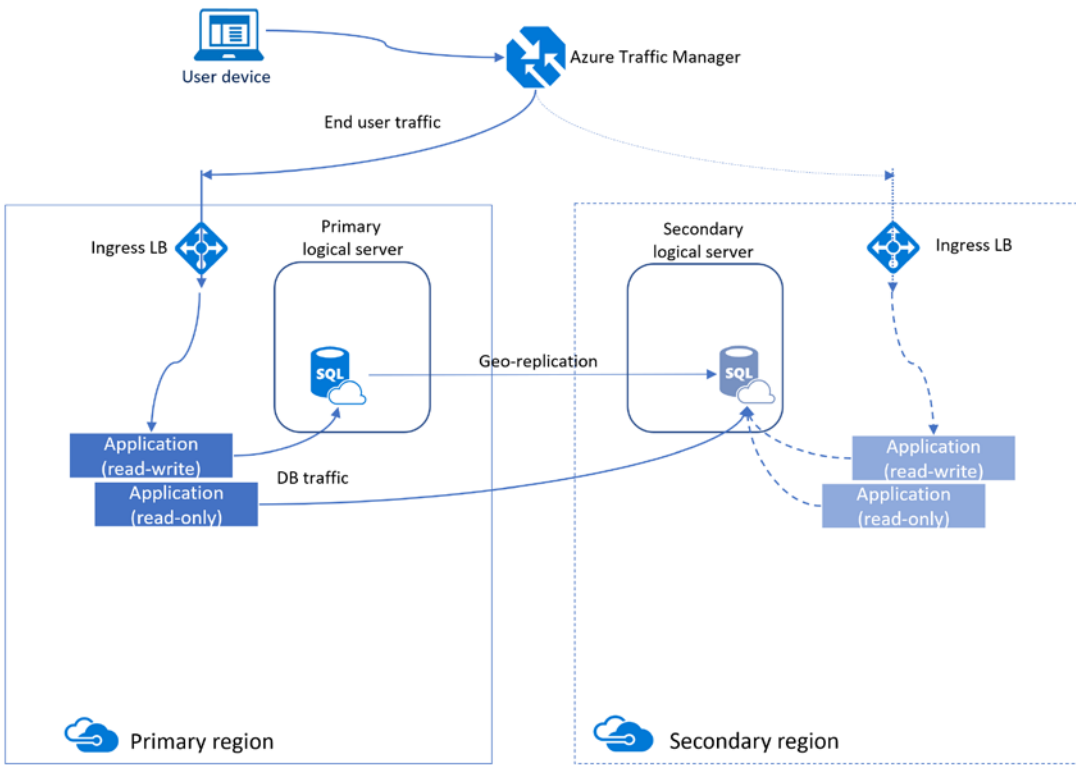 User device
Azure Traffic Manager
End user traffic
Ingress LB
Primary
logical server
Secondary
logical server
Ingress LB
SQL
Geo-replication
SQL
Application
(read-write)
Application
(read-only)
DB traffic
Application
(read-write)
Application
(read-only)
Primary region
Secondary region